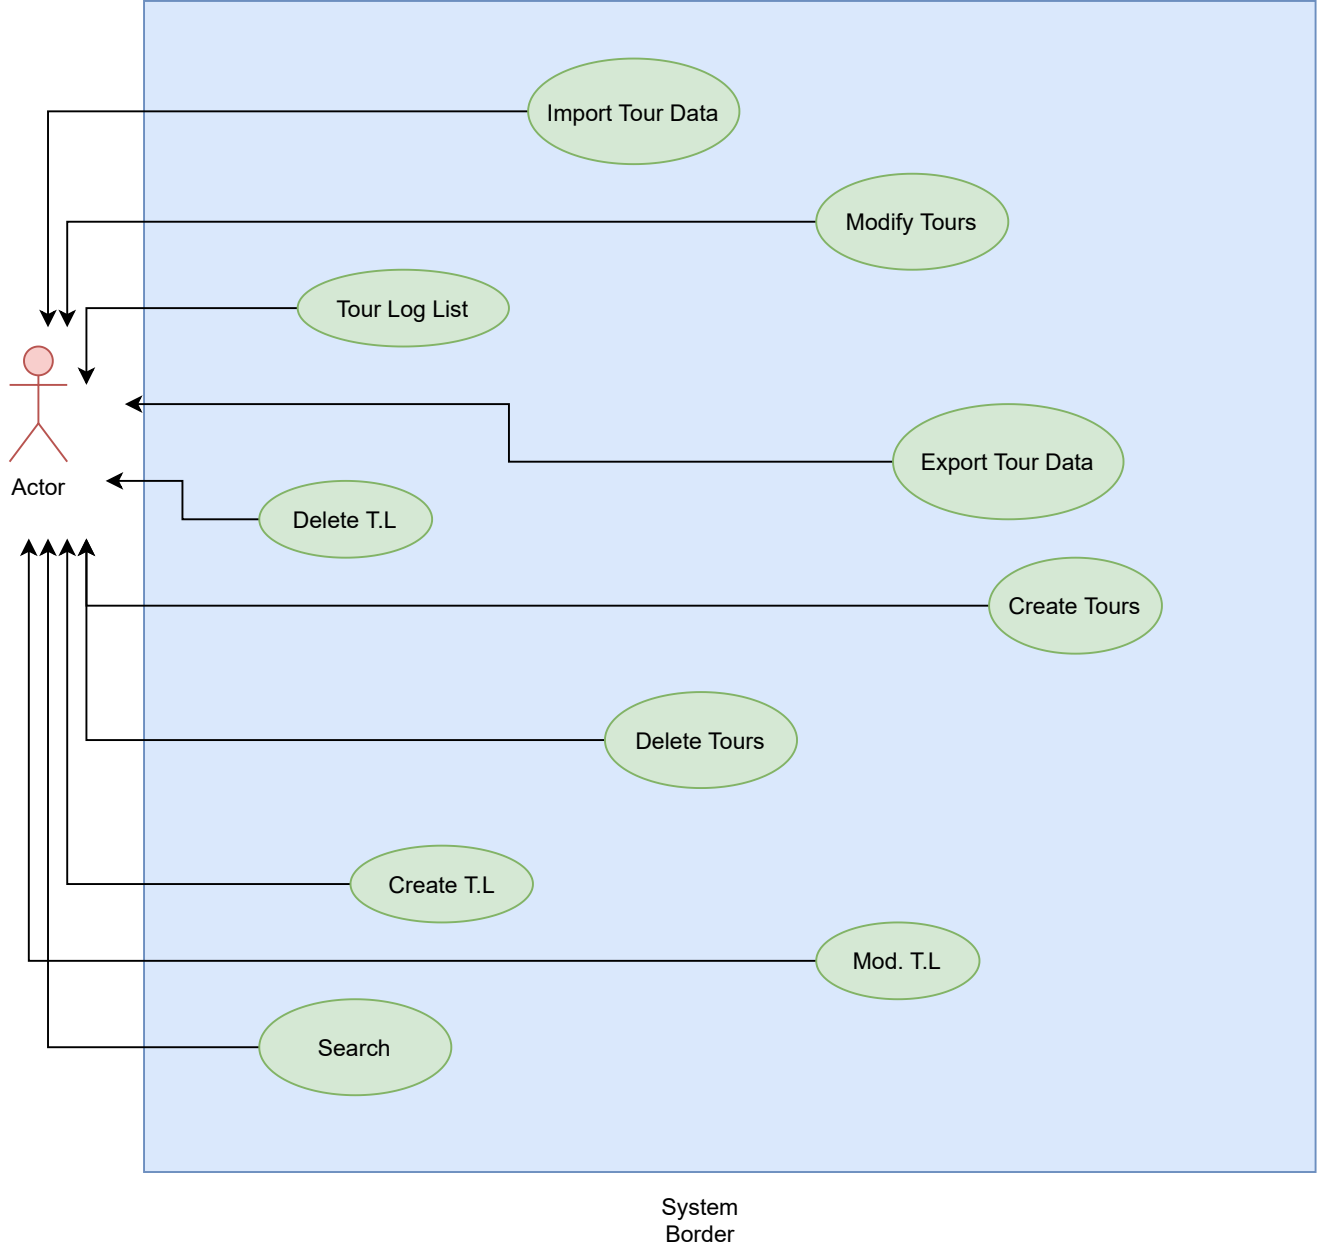 Import Tour Data
Modify Tours
Tour Log List
Export Tour Data
Actor
Delete T.L
Create Tours
Delete Tours
Create T.L
Mod. T.L
Search
System
Border